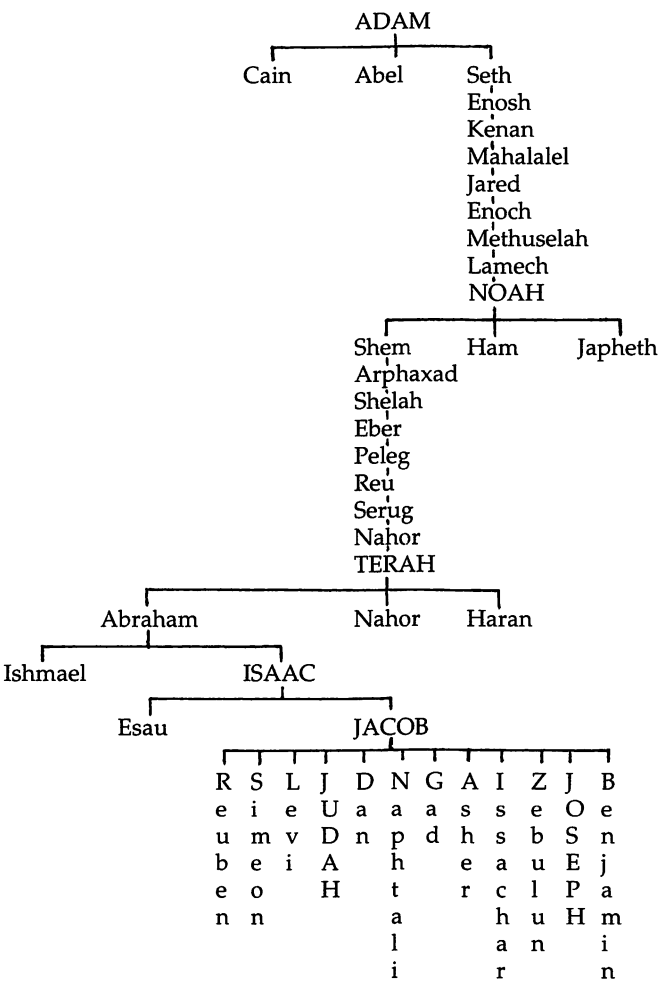 ADAM
Cain Abel Seth
Enosh
Kenan
Mahalalel
Jared
Enoch
Methuselah
Lamech
NOAH
Shem Ham Japheth
Arphaxad
Shelah
Eber
Peleg
Reu
Serug
Nahor
TERAH
Abraham Nahor Haran
Ishmael ISAAC
Esau JACOB
Reuben
Simeon
Levi
JUDAH
Dan
Naphtali
Gad
Asher
Issachar
Zebulun
JOSEPH
Benjamin